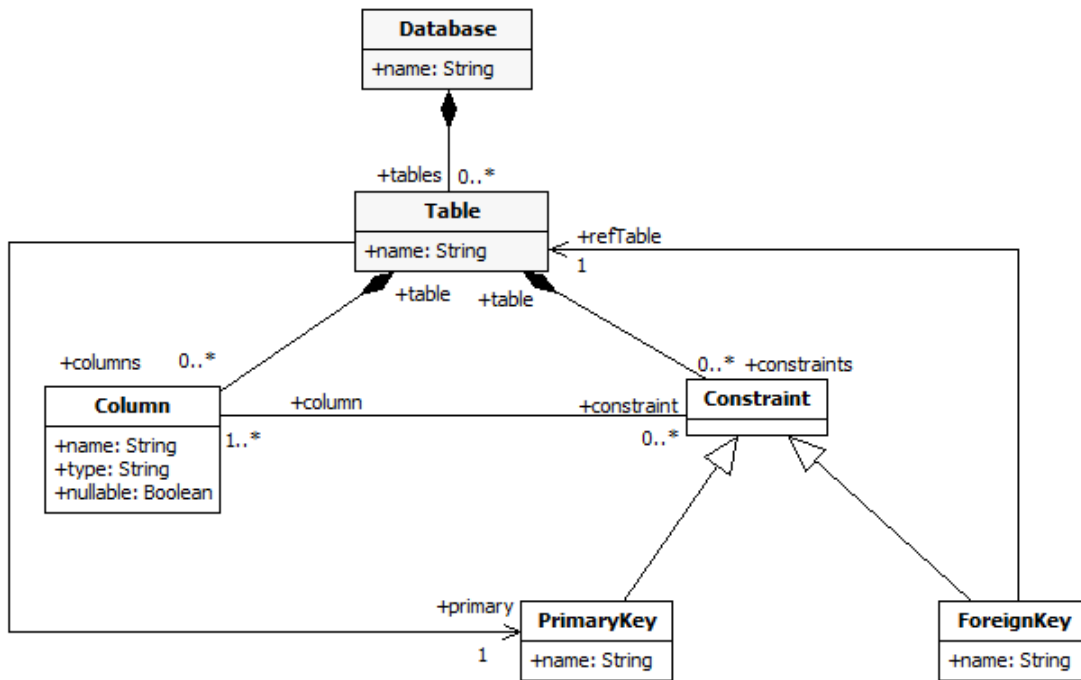 Database
+name: String
+tables
0..*
Table
+name: String
+refTable
1
+table
+table
+columns
0..*
0..*
+constraints
Column
+name: String
+type: String
+nullable: Boolean
+column
1..*
+constraint
0..*
Constraint
+primary
1
PrimaryKey
+name: String
ForeignKey
+name: String